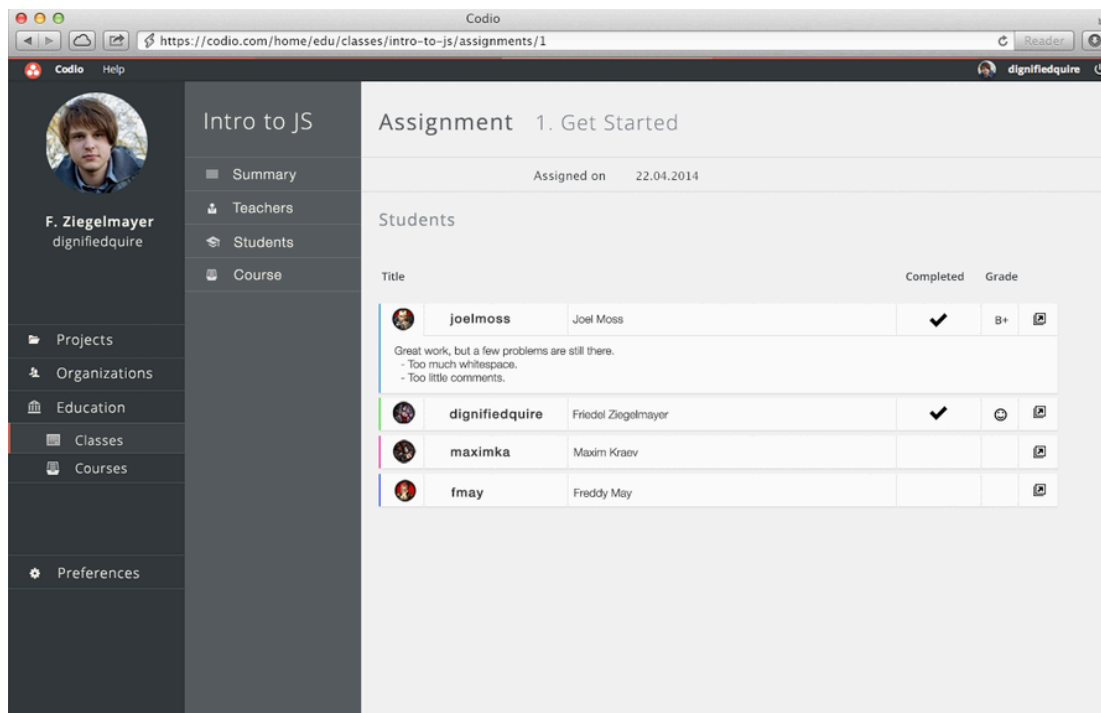 Codio
https://codio.com/home/edu/classes/intro-to-js/assignments/1
Reader
Codio Help
dignifiedquire
F. Ziegelmayer
dignifiedquire
Projects
Organizations
Education
Classes
Courses
Preferences
Intro to JS
Summary
Teachers
Students
Course
Assignment 1. Get Started
Assigned on 22.04.2014
Students
Title Completed Grade
joelmoss Joel Moss B+
Great work, but a few problems are still there.
- Too much whitespace.
- Too little comments.
dignifiedquire Friedel Ziegelmayer
maximka Maxim Kraev
fmay Freddy May